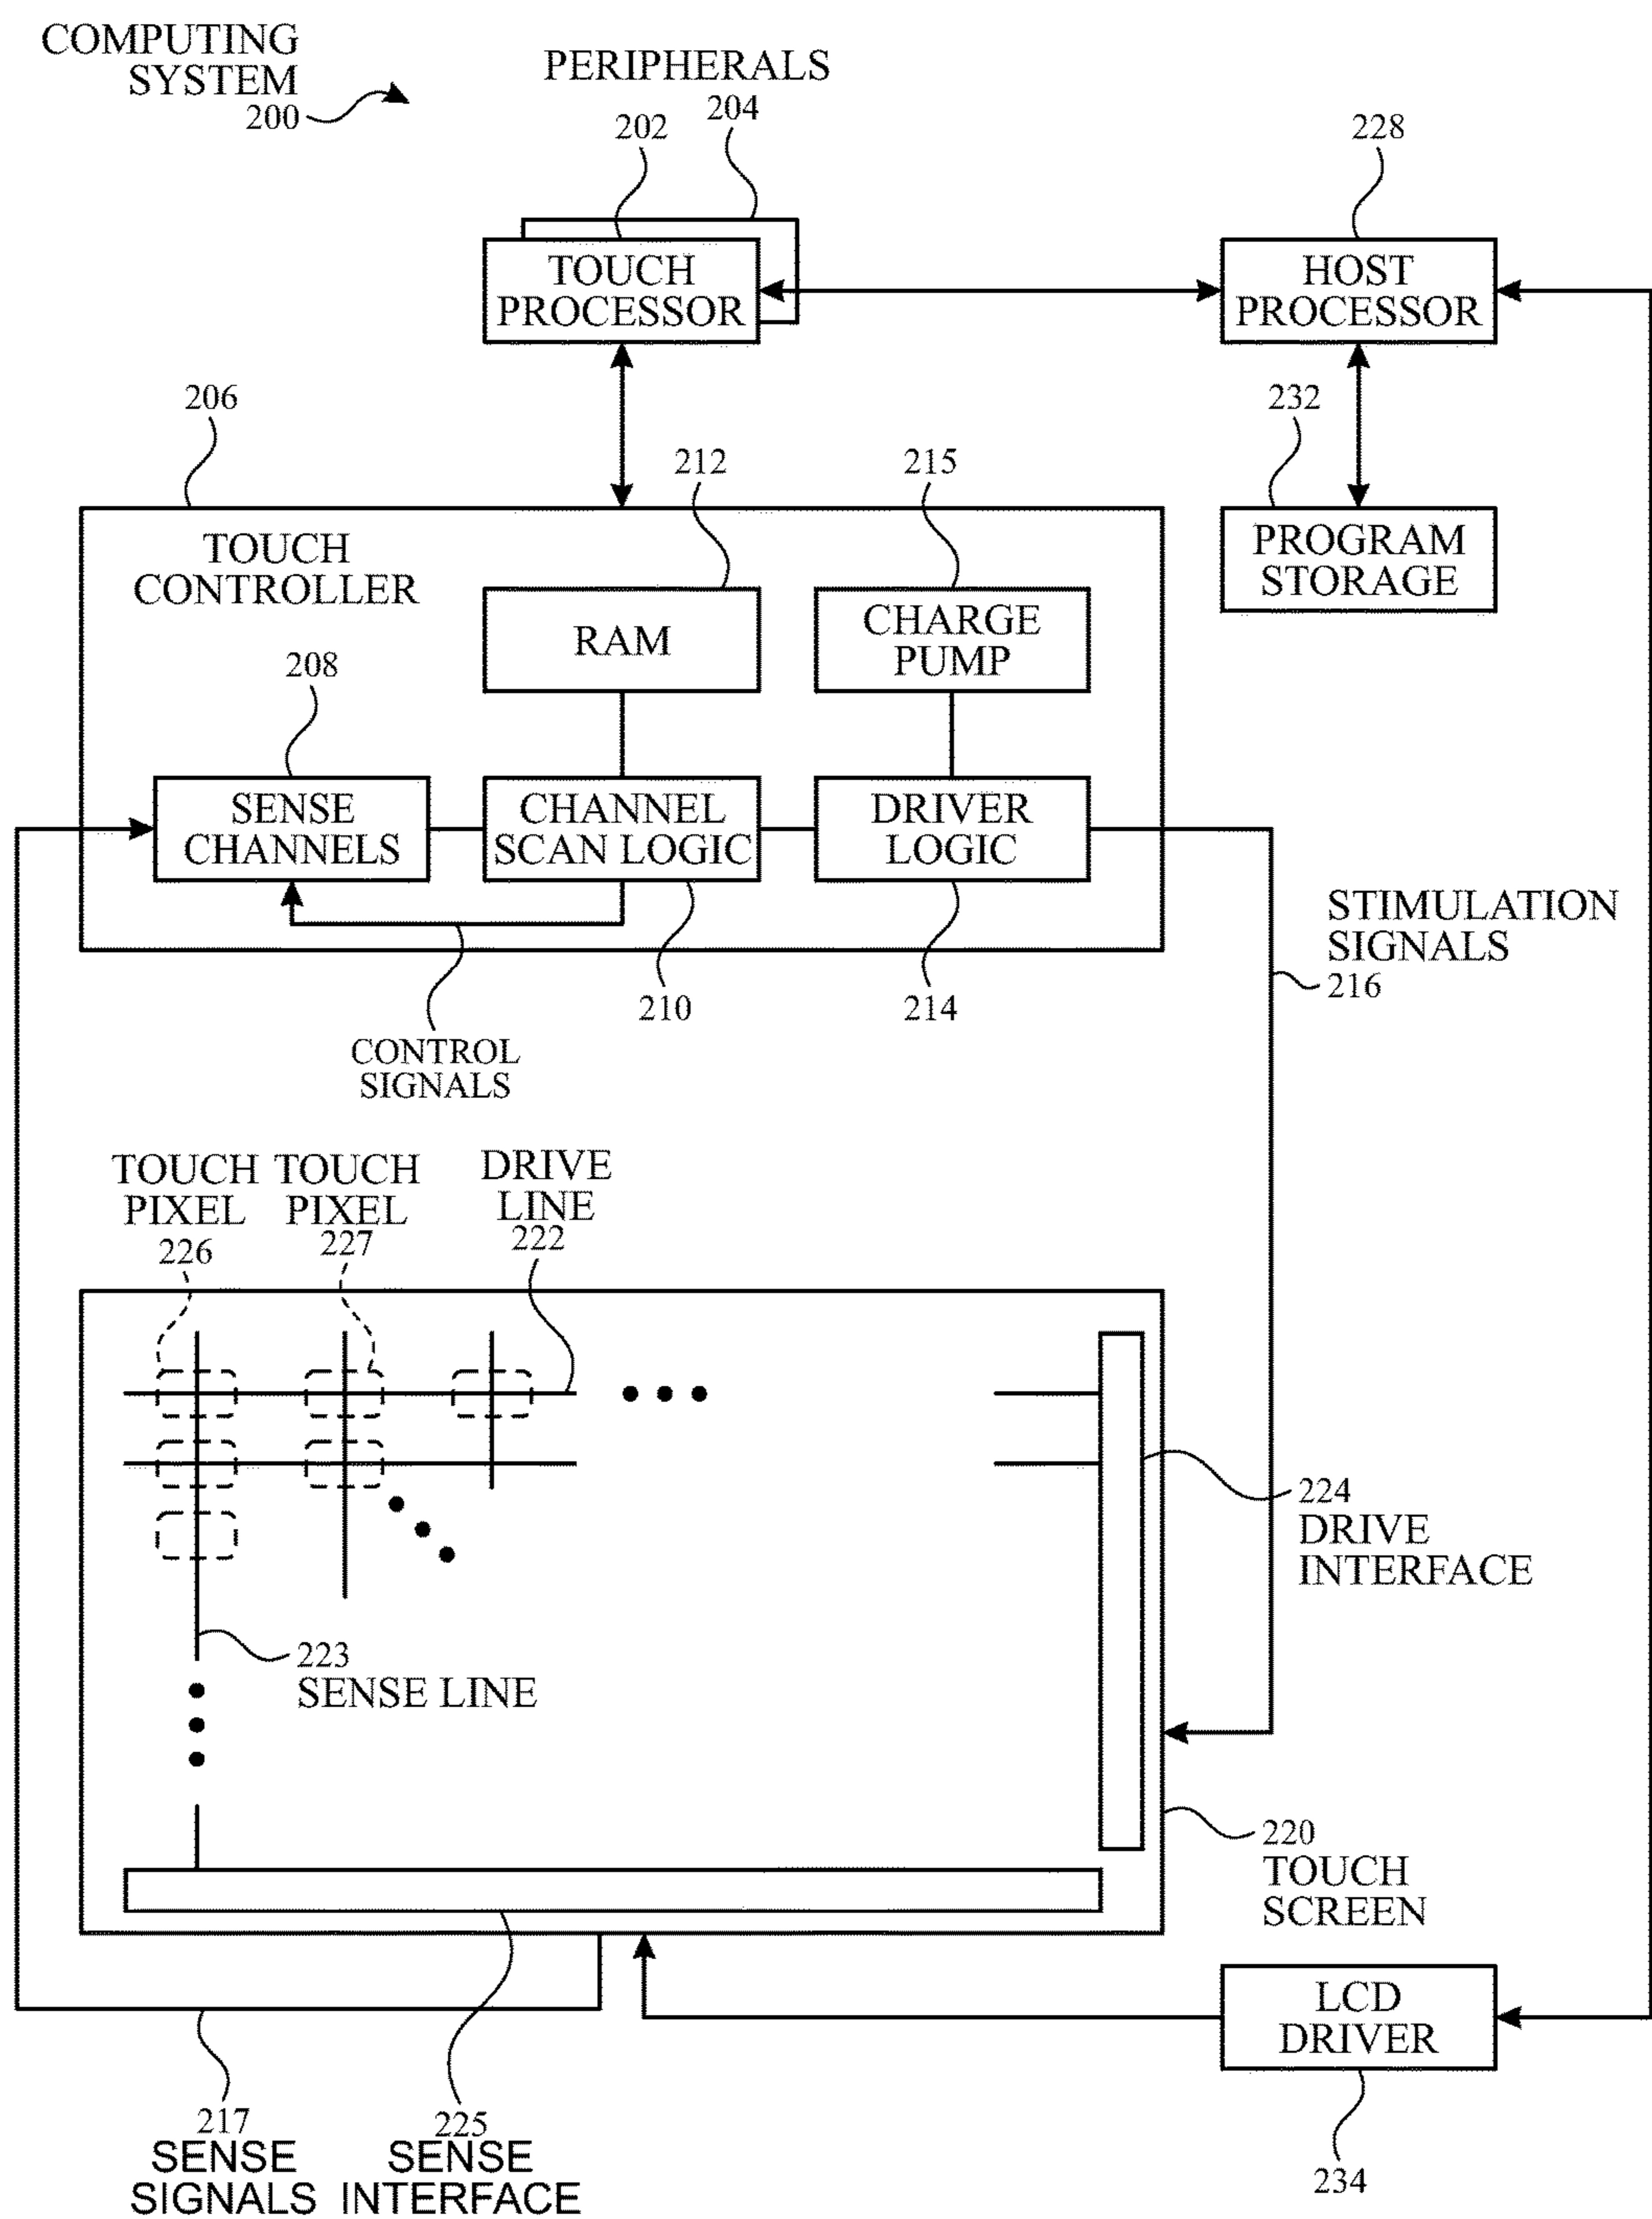 COMPUTING
SYSTEM
200
PERIPHERALS
204
202
228
TOUCH
PROCESSOR
HOST
PROCESSOR
206
212
215
232
TOUCH
CONTROLLER
RAM
CHARGE
PUMP
PROGRAM
STORAGE
208
SENSE
CHANNELS
CHANNEL
SCAN LOGIC
DRIVER
LOGIC
STIMULATION
SIGNALS
216
210
214
CONTROL
SIGNALS
TOUCH
PIXEL
226
TOUCH
PIXEL
227
DRIVE
LINE
222
224
DRIVE
INTERFACE
223
SENSE LINE
220
TOUCH
SCREEN
LCD
DRIVER
217
SENSE
SIGNALS
225
SENSE
INTERFACE
234